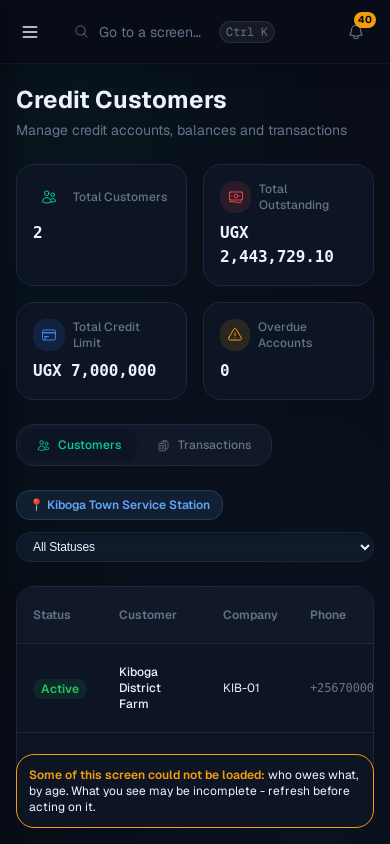 Go to a screen... Ctrl K
40
Credit Customers
Manage credit accounts, balances and transactions
Total Customers
2
Total
Outstanding
UGX
2,443,729.10
Total Credit
Limit
UGX 7,000,000
Overdue
Accounts
0
Customers Transactions
📍 Kiboga Town Service Station
All Statuses
Status Customer Company Phone
Active Kiboga District Farm KIB-01 +25670000
Some of this screen could not be loaded: who owes what,
by age. What you see may be incomplete - refresh before
acting on it.